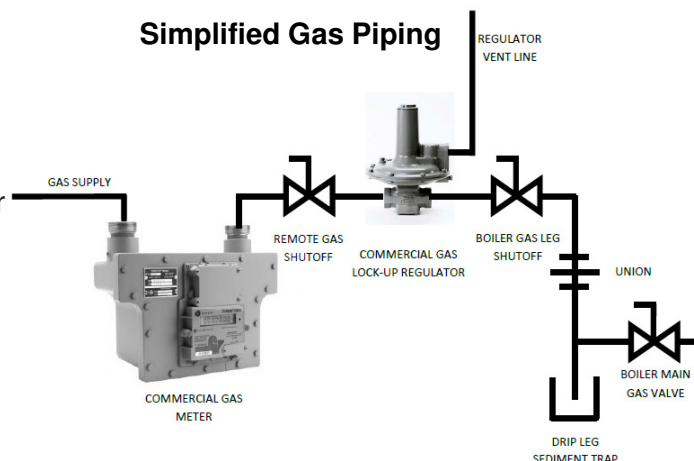 Simplified Gas Piping
REGULATOR
VENT LINE
GAS SUPPLY
r
REMOTE GAS
SHUTOFF
COMMERCIAL GAS
LOCK-UP REGULATOR
BOILER GAS LEG
SHUTOFF
UNION
BOILER MAIN
GAS VALVE
COMMERCIAL GAS
METER
DRIP LEG
SEDIMENT TRAP